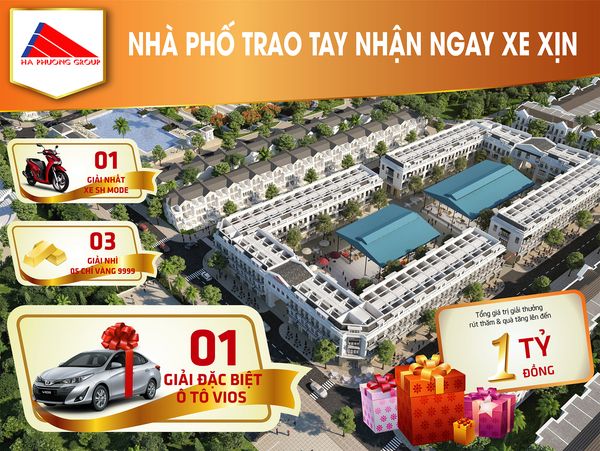 HA PHUONG GROUP
NHÀ PHỐ TRAO TAY NHẬN NGAY XE XỊN
01
GIẢI NHẤT
XE SH MODE
03
GIẢI NHÌ
05 CHỈ VÀNG 9999
01
GIẢI ĐẶC BIỆT
Ô TÔ VIOS
Tổng giá trị giải thưởng
rút thăm & quà tặng lên đến
1 TỶ
ĐỒNG